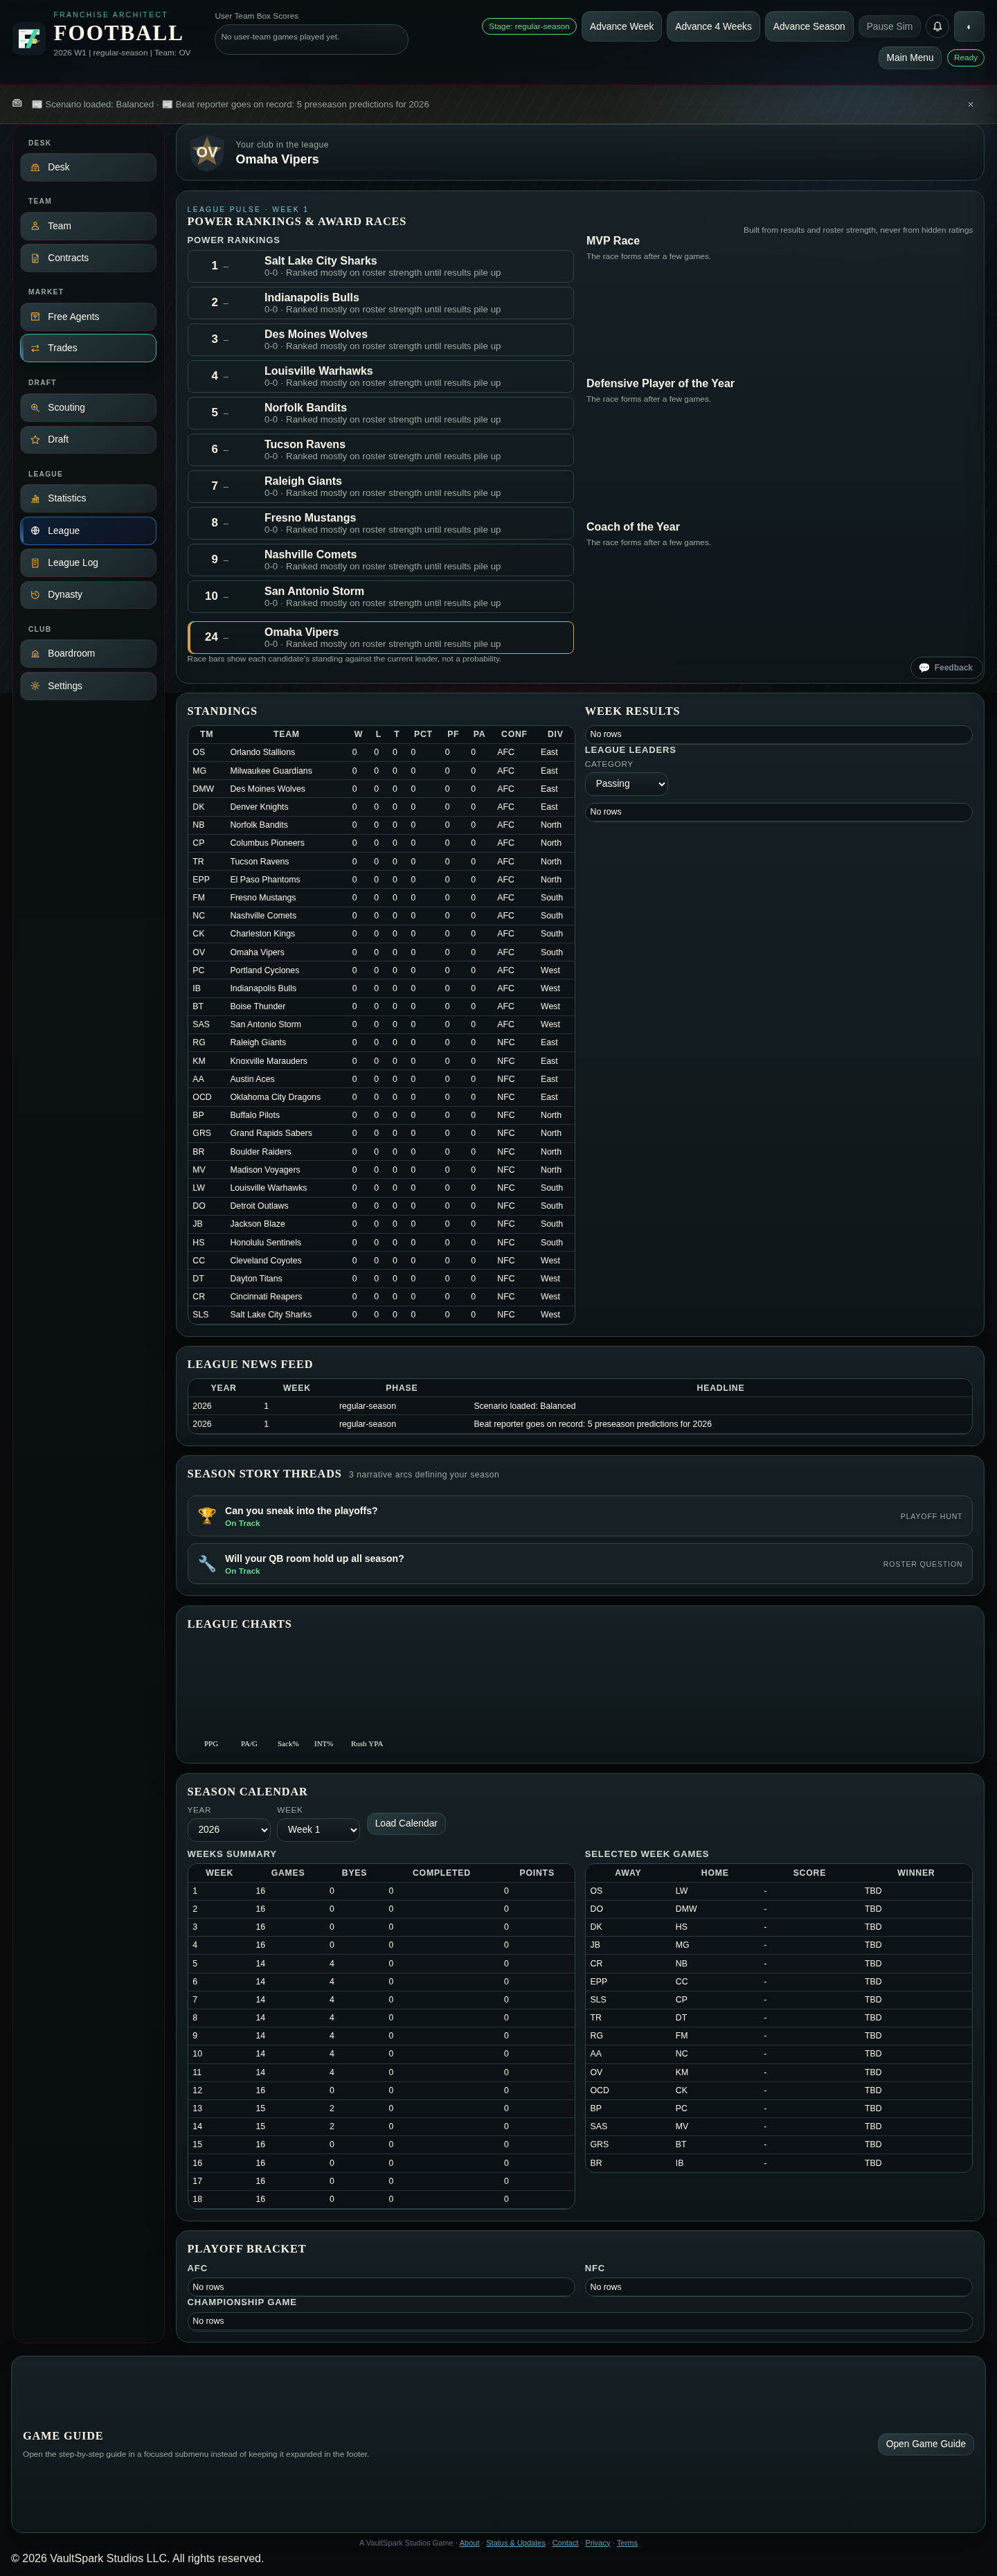 FRANCHISE ARCHITECT
FOOTBALL
2026 W1 | regular-season | Team: OV
User Team Box Scores
No user-team games played yet.
Stage: regular-season
Advance Week
Advance 4 Weeks
Advance Season
Pause Sim
Main Menu
Ready
Scenario loaded: Balanced · Beat reporter goes on record: 5 preseason predictions for 2026
×
DESK
Desk
TEAM
Team
Contracts
MARKET
Free Agents
Trades
DRAFT
Scouting
Draft
LEAGUE
Statistics
League
League Log
Dynasty
CLUB
Boardroom
Settings
OV
Your club in the league
Omaha Vipers
LEAGUE PULSE · WEEK 1
POWER RANKINGS & AWARD RACES
Built from results and roster strength, never from hidden ratings
POWER RANKINGS
1 – Salt Lake City Sharks
0-0 · Ranked mostly on roster strength until results pile up
2 – Indianapolis Bulls
0-0 · Ranked mostly on roster strength until results pile up
3 – Des Moines Wolves
0-0 · Ranked mostly on roster strength until results pile up
4 – Louisville Warhawks
0-0 · Ranked mostly on roster strength until results pile up
5 – Norfolk Bandits
0-0 · Ranked mostly on roster strength until results pile up
6 – Tucson Ravens
0-0 · Ranked mostly on roster strength until results pile up
7 – Raleigh Giants
0-0 · Ranked mostly on roster strength until results pile up
8 – Fresno Mustangs
0-0 · Ranked mostly on roster strength until results pile up
9 – Nashville Comets
0-0 · Ranked mostly on roster strength until results pile up
10 – San Antonio Storm
0-0 · Ranked mostly on roster strength until results pile up
24 – Omaha Vipers
0-0 · Ranked mostly on roster strength until results pile up
Race bars show each candidate's standing against the current leader, not a probability.
MVP Race
The race forms after a few games.
Defensive Player of the Year
The race forms after a few games.
Coach of the Year
The race forms after a few games.
Feedback
STANDINGS
TM TEAM W L T PCT PF PA CONF DIV
OS Orlando Stallions 0 0 0 0 0 0 AFC East
MG Milwaukee Guardians 0 0 0 0 0 0 AFC East
DMW Des Moines Wolves 0 0 0 0 0 0 AFC East
DK Denver Knights 0 0 0 0 0 0 AFC East
NB Norfolk Bandits 0 0 0 0 0 0 AFC North
CP Columbus Pioneers 0 0 0 0 0 0 AFC North
TR Tucson Ravens 0 0 0 0 0 0 AFC North
EPP El Paso Phantoms 0 0 0 0 0 0 AFC North
FM Fresno Mustangs 0 0 0 0 0 0 AFC South
NC Nashville Comets 0 0 0 0 0 0 AFC South
CK Charleston Kings 0 0 0 0 0 0 AFC South
OV Omaha Vipers 0 0 0 0 0 0 AFC South
PC Portland Cyclones 0 0 0 0 0 0 AFC West
IB Indianapolis Bulls 0 0 0 0 0 0 AFC West
BT Boise Thunder 0 0 0 0 0 0 AFC West
SAS San Antonio Storm 0 0 0 0 0 0 AFC West
RG Raleigh Giants 0 0 0 0 0 0 NFC East
KM Knoxville Marauders 0 0 0 0 0 0 NFC East
AA Austin Aces 0 0 0 0 0 0 NFC East
OCD Oklahoma City Dragons 0 0 0 0 0 0 NFC East
BP Buffalo Pilots 0 0 0 0 0 0 NFC North
GRS Grand Rapids Sabers 0 0 0 0 0 0 NFC North
BR Boulder Raiders 0 0 0 0 0 0 NFC North
MV Madison Voyagers 0 0 0 0 0 0 NFC North
LW Louisville Warhawks 0 0 0 0 0 0 NFC South
DO Detroit Outlaws 0 0 0 0 0 0 NFC South
JB Jackson Blaze 0 0 0 0 0 0 NFC South
HS Honolulu Sentinels 0 0 0 0 0 0 NFC South
CC Cleveland Coyotes 0 0 0 0 0 0 NFC West
DT Dayton Titans 0 0 0 0 0 0 NFC West
CR Cincinnati Reapers 0 0 0 0 0 0 NFC West
SLS Salt Lake City Sharks 0 0 0 0 0 0 NFC West
WEEK RESULTS
No rows
LEAGUE LEADERS
CATEGORY
Passing
No rows
LEAGUE NEWS FEED
YEAR WEEK PHASE HEADLINE
2026 1 regular-season Scenario loaded: Balanced
2026 1 regular-season Beat reporter goes on record: 5 preseason predictions for 2026
SEASON STORY THREADS 3 narrative arcs defining your season
Can you sneak into the playoffs?
On Track
PLAYOFF HUNT
Will your QB room hold up all season?
On Track
ROSTER QUESTION
LEAGUE CHARTS
PPG PA/G Sack% INT% Rush YPA
SEASON CALENDAR
YEAR WEEK
2026 Week 1 Load Calendar
WEEKS SUMMARY
WEEK GAMES BYES COMPLETED POINTS
1 16 0 0 0
2 16 0 0 0
3 16 0 0 0
4 16 0 0 0
5 14 4 0 0
6 14 4 0 0
7 14 4 0 0
8 14 4 0 0
9 14 4 0 0
10 14 4 0 0
11 14 4 0 0
12 16 0 0 0
13 15 2 0 0
14 15 2 0 0
15 16 0 0 0
16 16 0 0 0
17 16 0 0 0
18 16 0 0 0
SELECTED WEEK GAMES
AWAY HOME SCORE WINNER
OS LW - TBD
DO DMW - TBD
DK HS - TBD
JB MG - TBD
CR NB - TBD
EPP CC - TBD
SLS CP - TBD
TR DT - TBD
RG FM - TBD
AA NC - TBD
OV KM - TBD
OCD CK - TBD
BP PC - TBD
SAS MV - TBD
GRS BT - TBD
BR IB - TBD
PLAYOFF BRACKET
AFC
No rows
NFC
No rows
CHAMPIONSHIP GAME
No rows
GAME GUIDE
Open the step-by-step guide in a focused submenu instead of keeping it expanded in the footer.
Open Game Guide
A VaultSpark Studios Game · About · Status & Updates · Contact · Privacy · Terms
© 2026 VaultSpark Studios LLC. All rights reserved.